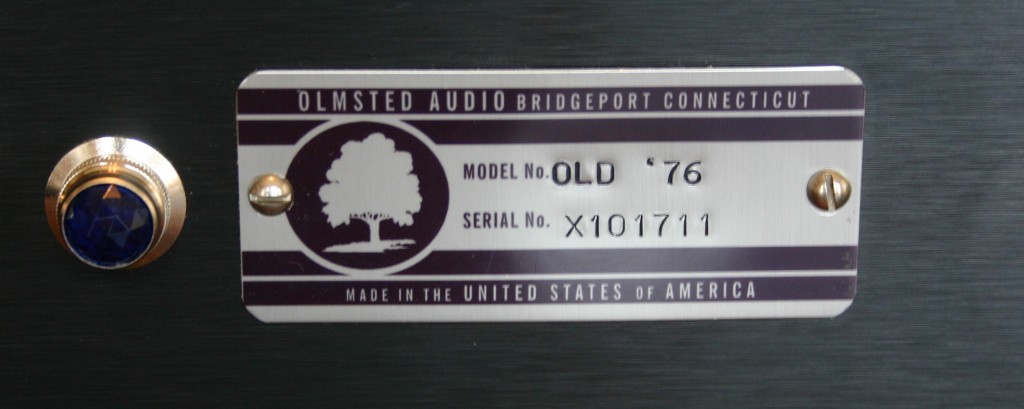 OLMSTED AUDIO BRIDGEPORT CONNECTICUT
MODEL No. OLD '76
SERIAL No. X101711
MADE IN THE UNITED STATES OF AMERICA